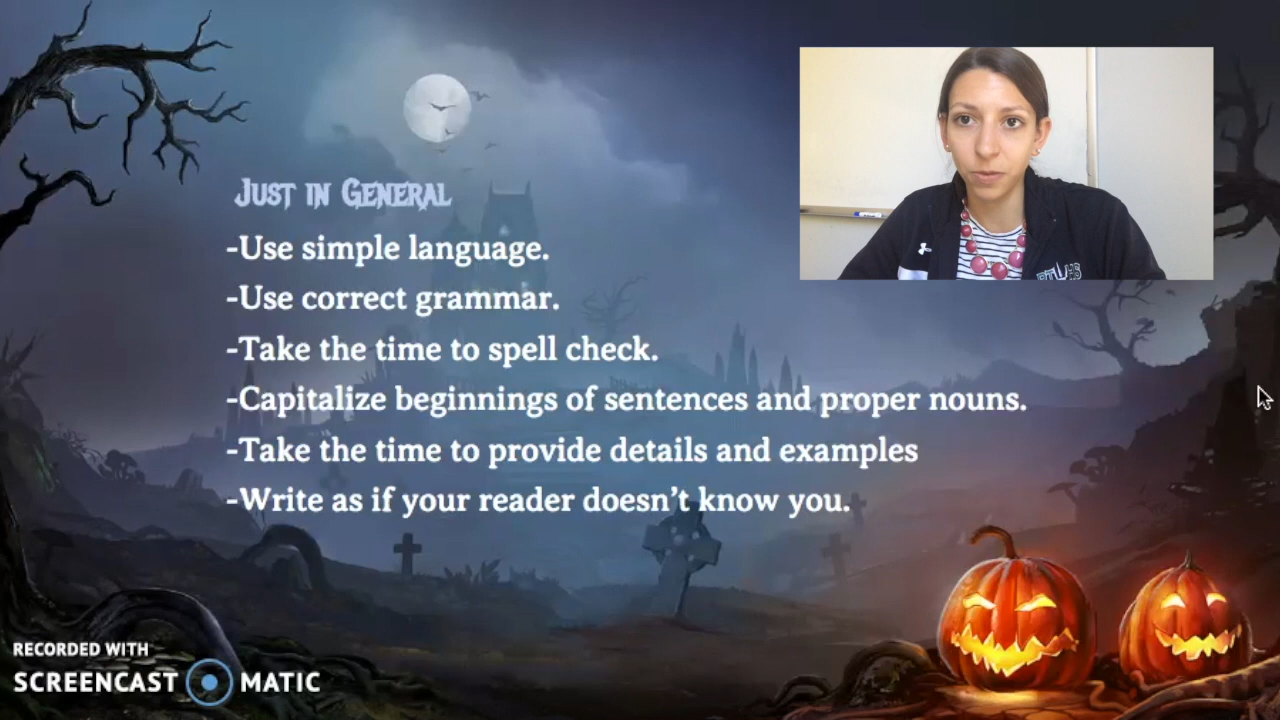 Just in General
-Use simple language.
-Use correct grammar.
-Take the time to spell check.
-Capitalize beginnings of sentences and proper nouns.
-Take the time to provide details and examples
-Write as if your reader doesn't know you.
RECORDED WITH
SCREENCAST MATIC